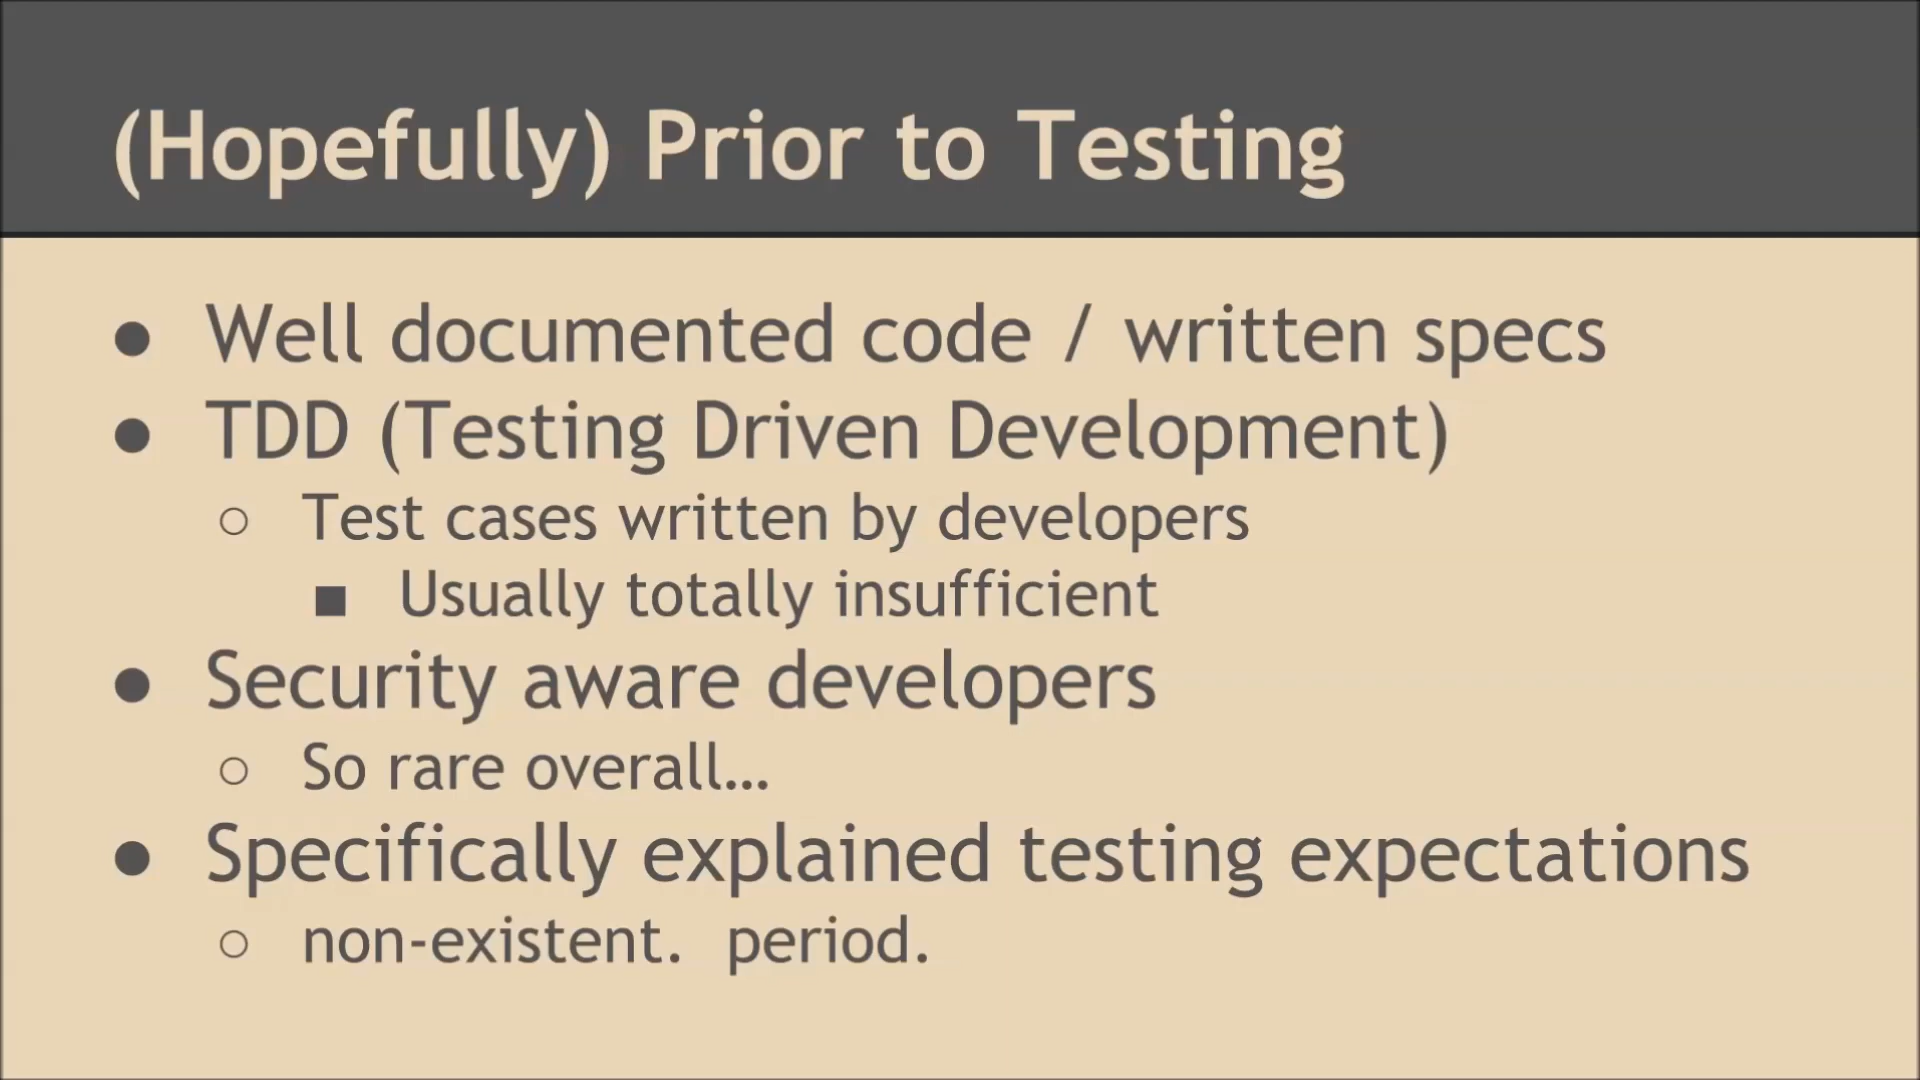 (Hopefully) Prior to Testing
● Well documented code / written specs
● TDD (Testing Driven Development)
○ Test cases written by developers
■ Usually totally insufficient
● Security aware developers
○ So rare overall…
● Specifically explained testing expectations
○ non-existent.  period.